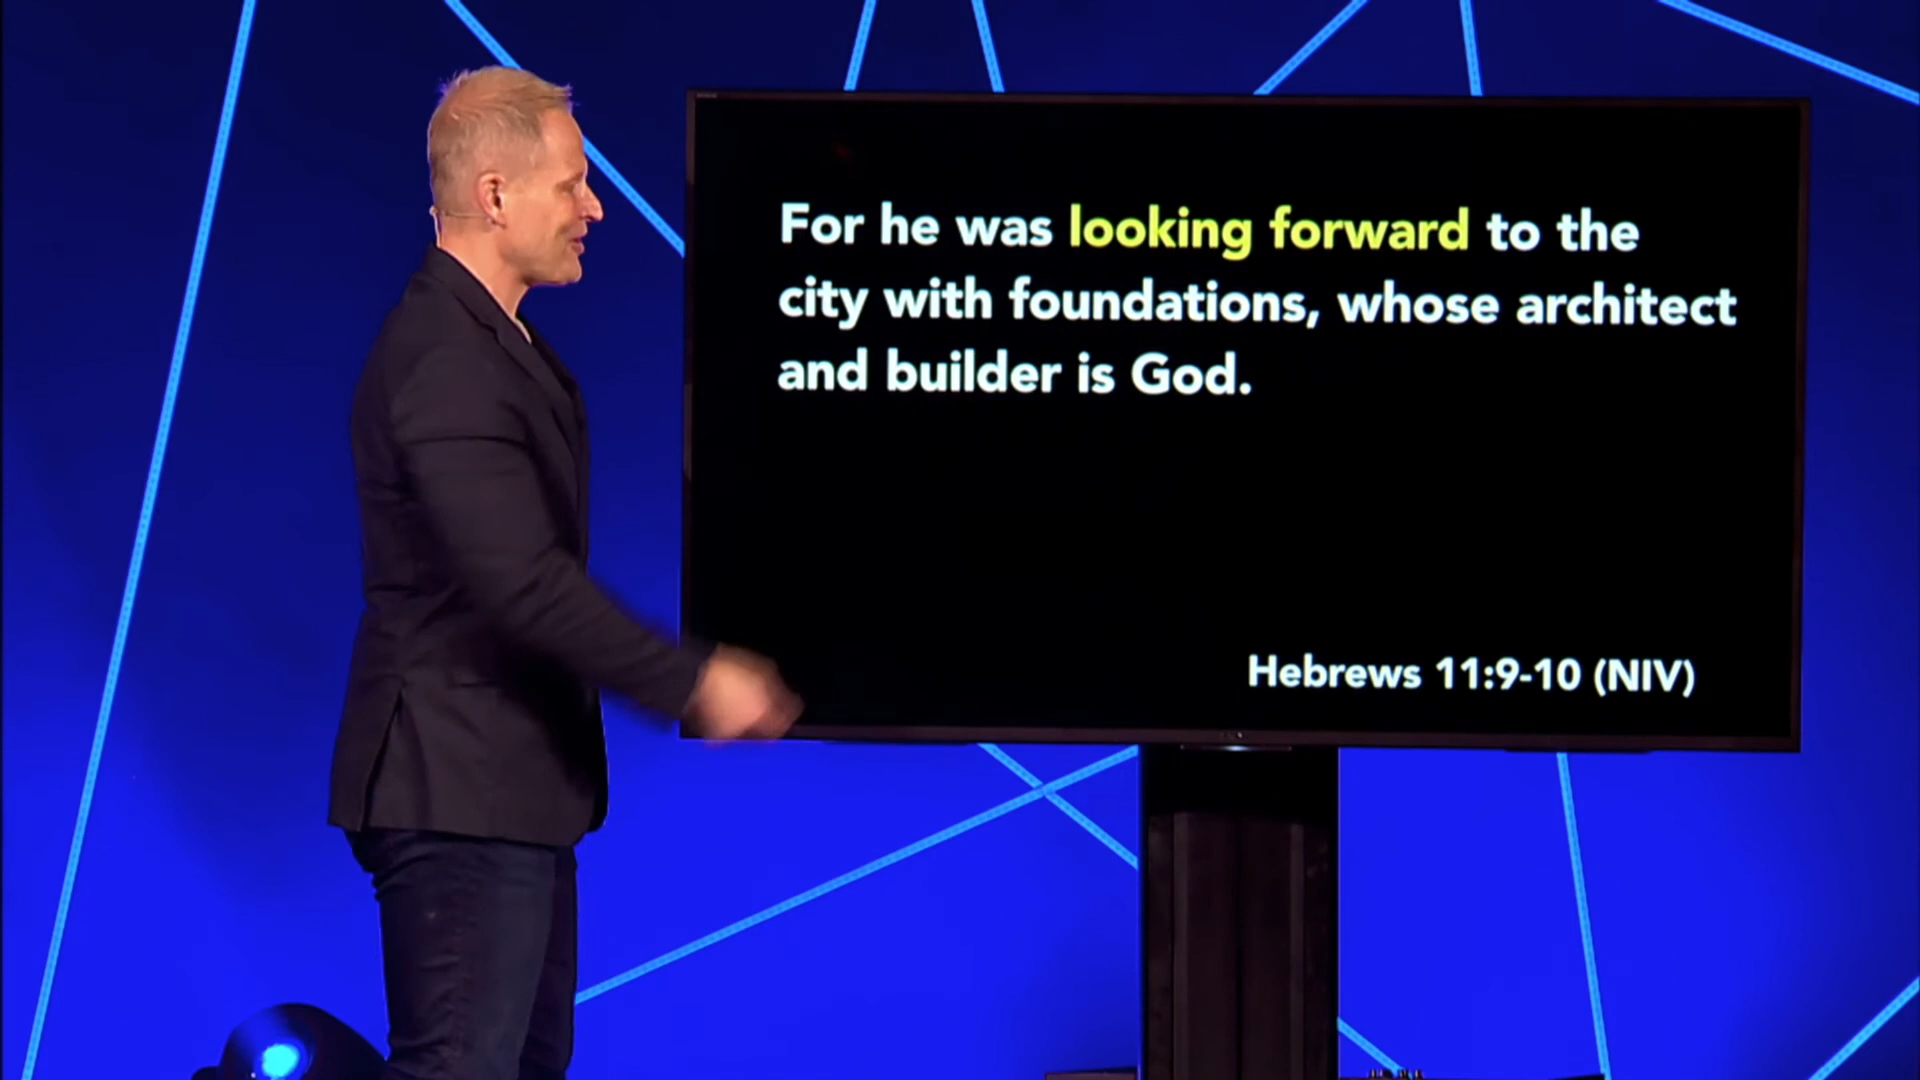 For he was looking forward to the
city with foundations, whose architect
and builder is God.
Hebrews 11:9-10 (NIV)